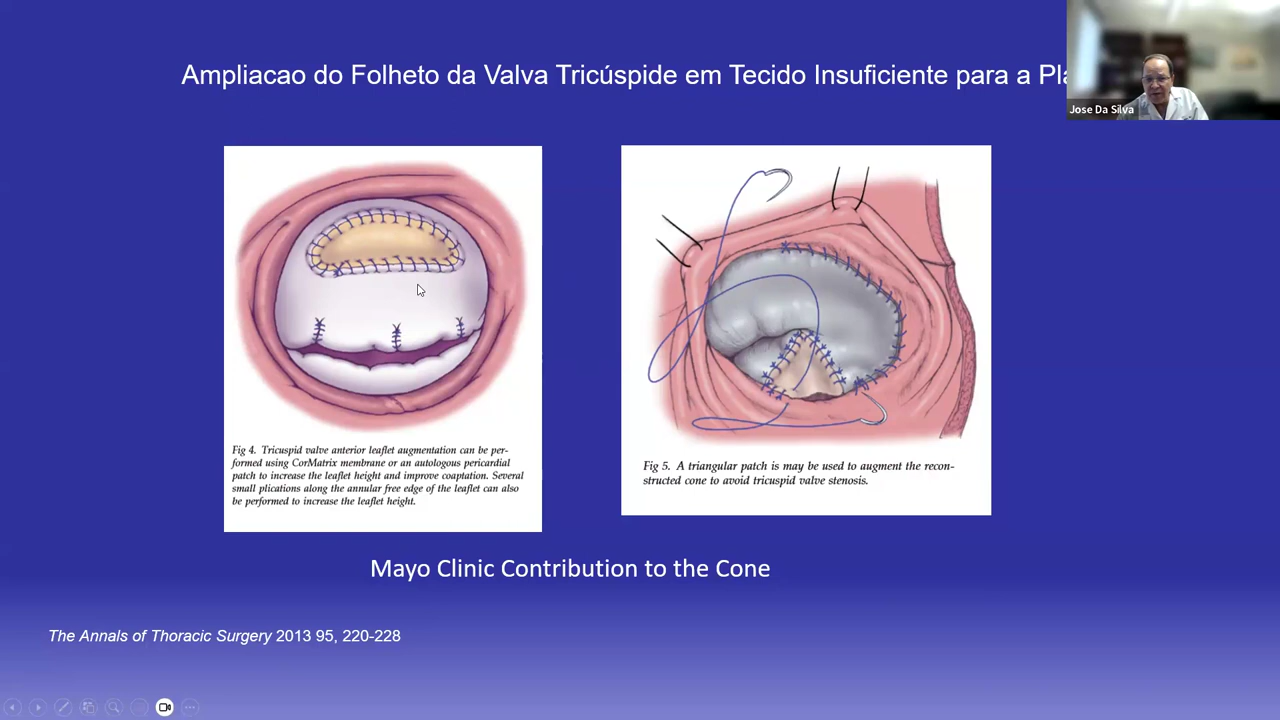 Ampliacao do Folheto da Valva Tricúspide em Tecido Insuficiente para a
Jose Da Silva
Fig 4. Tricuspid valve anterior leaflet augmentation can be per-
formed using CorMatrix membrane or an autologous pericardial
patch to increase the leaflet height and improve coaptation. Several
small plications along the annular free edge of the leaflet can also
be performed to increase the leaflet height.
Fig 5. A triangular patch is may be used to augment the recon-
structed cone to avoid tricuspid valve stenosis.
Mayo Clinic Contribution to the Cone
The Annals of Thoracic Surgery 2013 95, 220-228